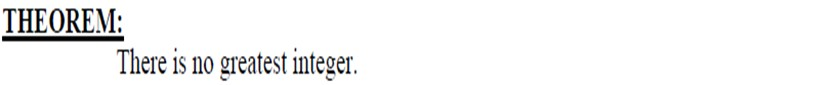 THEOREM:
There is no greatest integer.